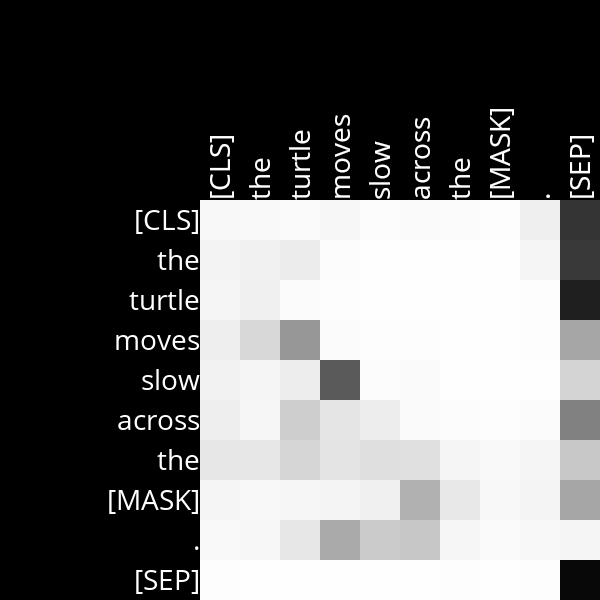 [CLS] the turtle moves slow across the [MASK] . [SEP]
[CLS]
the
turtle
moves
slow
across
the
[MASK]
.
[SEP]